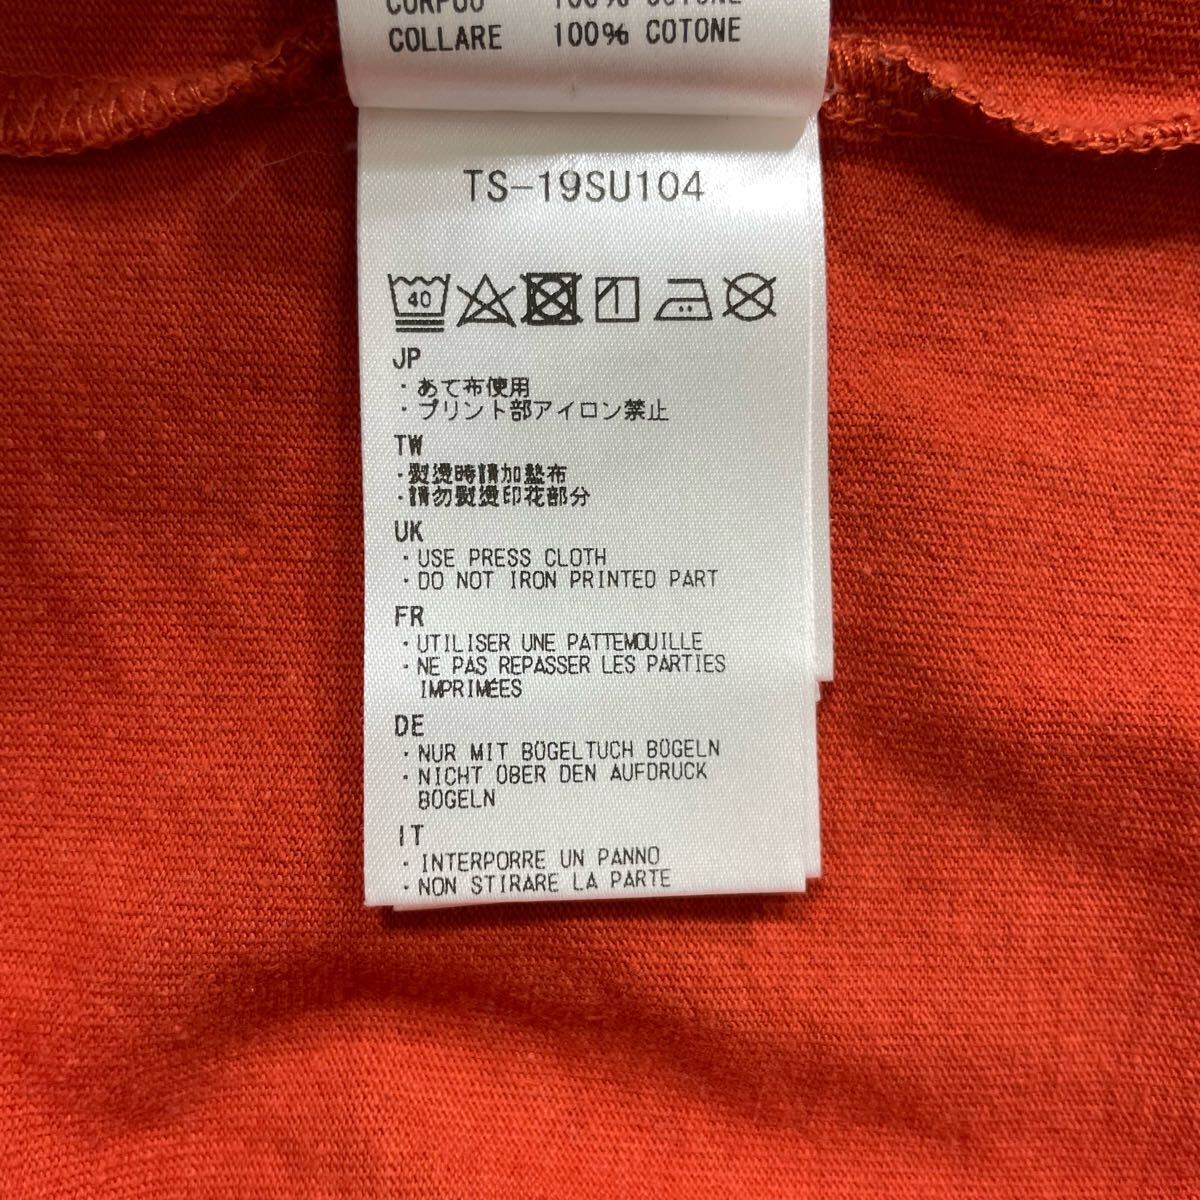 CORPOO 100% COTONE
COLLARE 100% COTONE
TS-19SU104
40
JP
・あて布使用
・プリント部アイロン禁止
TW
・熨燙時請加墊布
・請勿熨燙印花部分
UK
・USE PRESS CLOTH
・DO NOT IRON PRINTED PART
FR
・UTILISER UNE PATTEMOUILLE
・NE PAS REPASSER LES PARTIES
IMPRIMÉES
DE
・NUR MIT BÜGELTUCH BÜGELN
・NICHT ÜBER DEN AUFDRUCK
BÜGELN
IT
・INTERPORRE UN PANNO
・NON STIRARE LA PARTE